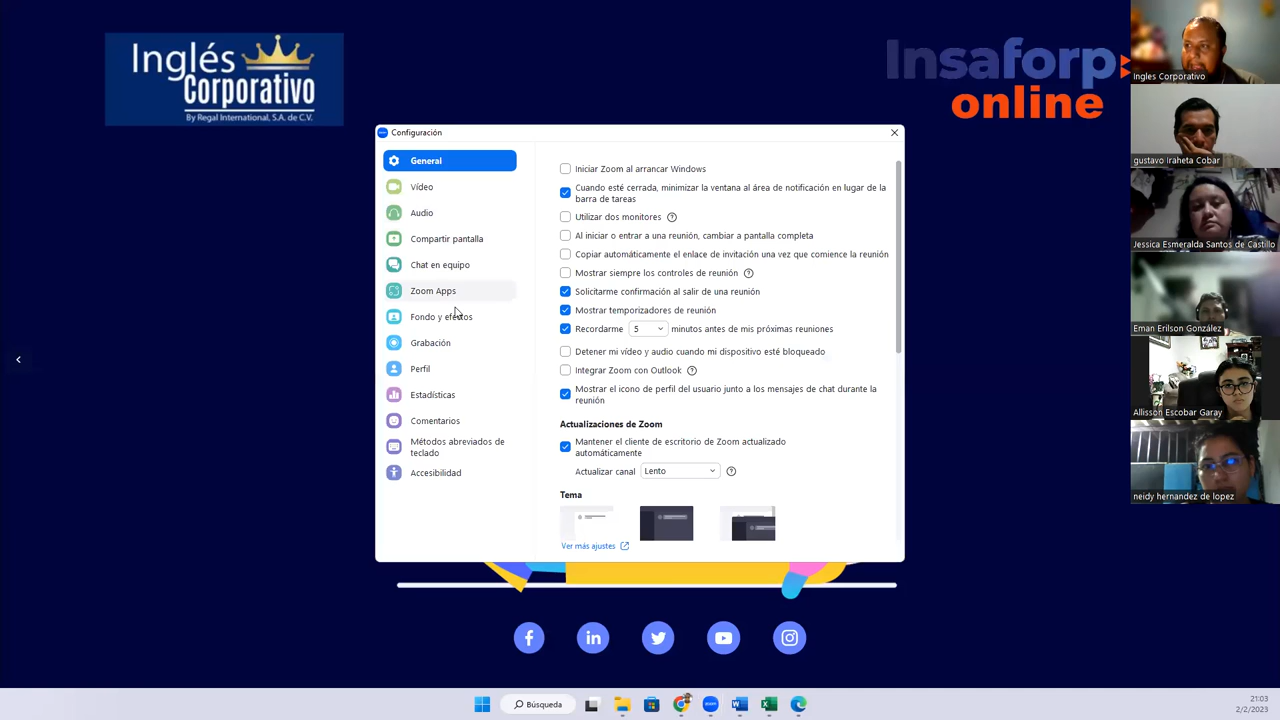 Inglés
Corporativo
By Regal International, S.A. de C.V.
Insaforp
online
Configuración
General
Vídeo
Audio
Compartir pantalla
Chat en equipo
Zoom Apps
Fondo y efectos
Grabación
Perfil
Estadísticas
Comentarios
Métodos abreviados de
teclado
Accesibilidad
Iniciar Zoom al arrancar Windows
Cuando esté cerrada, minimizar la ventana al área de notificación en lugar de la
barra de tareas
Utilizar dos monitores
Al iniciar o entrar a una reunión, cambiar a pantalla completa
Copiar automáticamente el enlace de invitación una vez que comience la reunión
Mostrar siempre los controles de reunión
Solicitarme confirmación al salir de una reunión
Mostrar temporizadores de reunión
Recordarme 5 minutos antes de mis próximas reuniones
Detener mi vídeo y audio cuando mi dispositivo esté bloqueado
Integrar Zoom con Outlook
Mostrar el icono de perfil del usuario junto a los mensajes de chat durante la
reunión
Actualizaciones de Zoom
Mantener el cliente de escritorio de Zoom actualizado
automáticamente
Actualizar canal Lento
Tema
Ver más ajustes
Ingles Corporativo
gustavo Iraheta Cobar
Jessica Esmeralda Santos de Castillo
Eman Erilson González
Allisson Escobar Garay
neidy hernandez de lopez
Búsqueda
21:03
2/2/2023